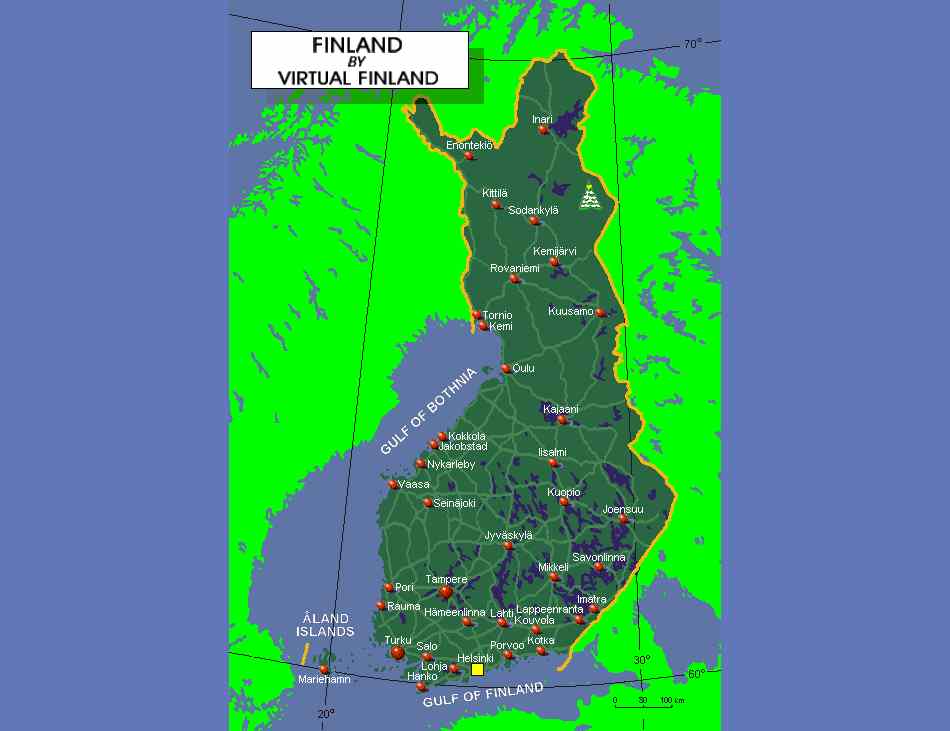 FINLAND
BY
VIRTUAL FINLAND
70°
Inari
Enontekiö
Kittilä
Sodankylä
Kemijärvi
Rovaniemi
Tornio
Kuusamo
Kemi
Oulu
GULF OF BOTHNIA
Kajaani
Kokkola
Jakobstad
Iisalmi
Nykarleby
Vaasa
Kuopio
Seinäjoki
Joensuu
Jyväskylä
Savonlinna
Mikkeli
Tampere
Pori
Imatra
Rauma
Hämeenlinna
Lahti
Lappeenranta
Kouvola
ÅLAND
ISLANDS
Turku
Salo
Porvoo
Kotka
Helsinki
Lohja
30°
60°
Mariehamn
Hanko
GULF OF FINLAND
0 50 100 km
20°